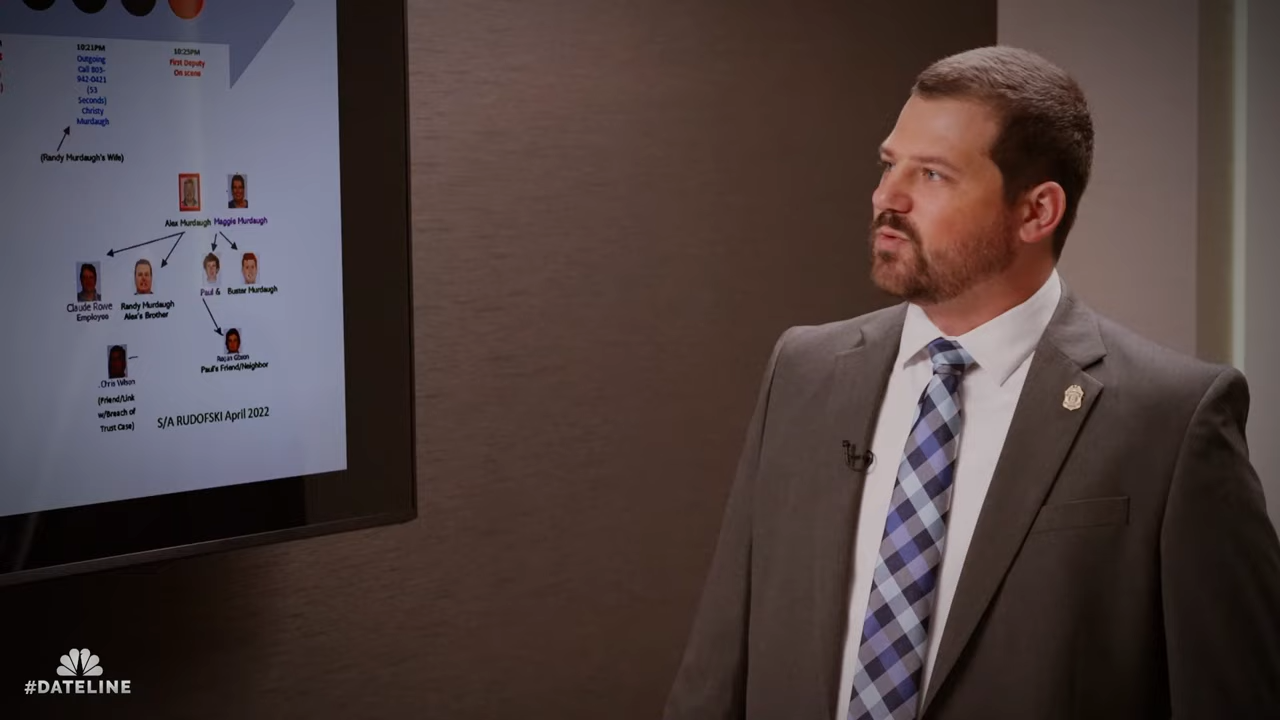 10:21PM
Outgoing
Call 803-
942-0421
(53
Seconds)
Christy
Murdaugh
10:25PM
First Deputy
On scene
(Randy Murdaugh's Wife)
Alex Murdaugh Maggie Murdaugh
Claude Rowe
Employee
Randy Murdaugh
Alex's Brother
Paul & Buster Murdaugh
Rogan Gibson
Paul's Friend/Neighbor
Chris Wilson
(Friend/Link
w/Breach of
Trust Case)
S/A RUDOFSKI April 2022
#DATELINE